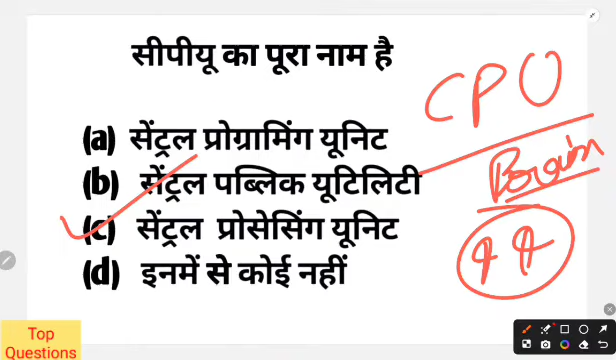 सीपीयू का पूरा नाम है
CPU
(a) सेंट्रल प्रोग्रामिंग यूनिट
(b) सेंट्रल पब्लिक यूटिलिटी
Brain
(c) सेंट्रल प्रोसेसिंग यूनिट
(d) इनमें से कोई नहीं
Top
Questions